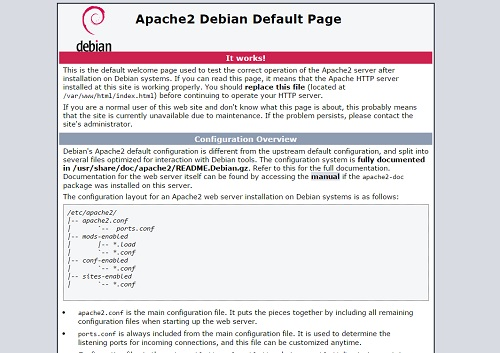 Apache2 Debian Default Page
debian
It works!
This is the default welcome page used to test the correct operation of the Apache2 server after
installation on Debian systems. If you can read this page, it means that the Apache HTTP server
installed at this site is working properly. You should replace this file (located at
/var/www/html/index.html) before continuing to operate your HTTP server.
If you are a normal user of this web site and don't know what this page is about, this probably means
that the site is currently unavailable due to maintenance. If the problem persists, please contact the
site's administrator.
Configuration Overview
Debian's Apache2 default configuration is different from the upstream default configuration, and split into
several files optimized for interaction with Debian tools. The configuration system is fully documented
in /usr/share/doc/apache2/README.Debian.gz. Refer to this for the full documentation.
Documentation for the web server itself can be found by accessing the manual if the apache2-doc
package was installed on this server.
The configuration layout for an Apache2 web server installation on Debian systems is as follows:
/etc/apache2/
|-- apache2.conf
|       `--  ports.conf
|-- mods-enabled
|       |-- *.load
|       `-- *.conf
|-- conf-enabled
|       `-- *.conf
|-- sites-enabled
|       `-- *.conf
• apache2.conf is the main configuration file. It puts the pieces together by including all remaining
configuration files when starting up the web server.
• ports.conf is always included from the main configuration file. It is used to determine the
listening ports for incoming connections, and this file can be customized anytime.